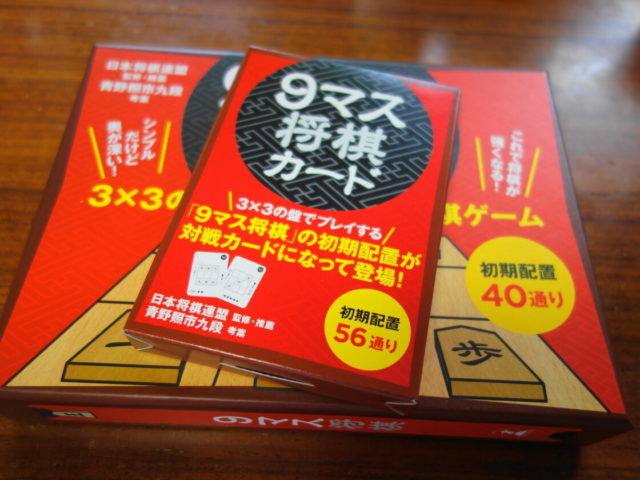 日本将棋連盟
監修・推薦
青野照市九段
考案
シンプル
だけど
奥が深い!
3×3の
9マス
将棋
カード
3×3の盤でプレイする
「9マス将棋」の初期配置が
対戦カードになって登場!
日本将棋連盟 監修・推薦
青野照市九段 考案
初期配置
56通り
これで将棋が
強くなる!
棋ゲーム
初期配置
40通り
歩
9マス将棋